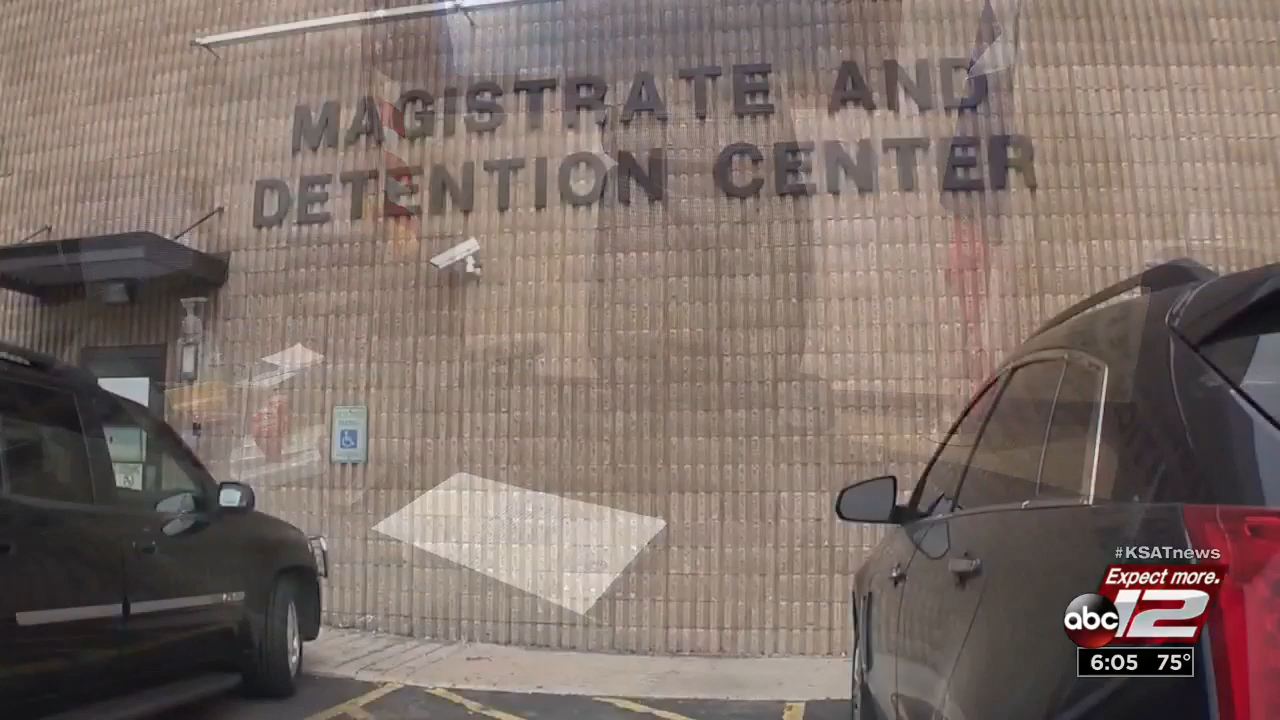 MAGISTRATE AND
DETENTION CENTER
#KSATnews
Expect more.
abc 12
6:05 75°